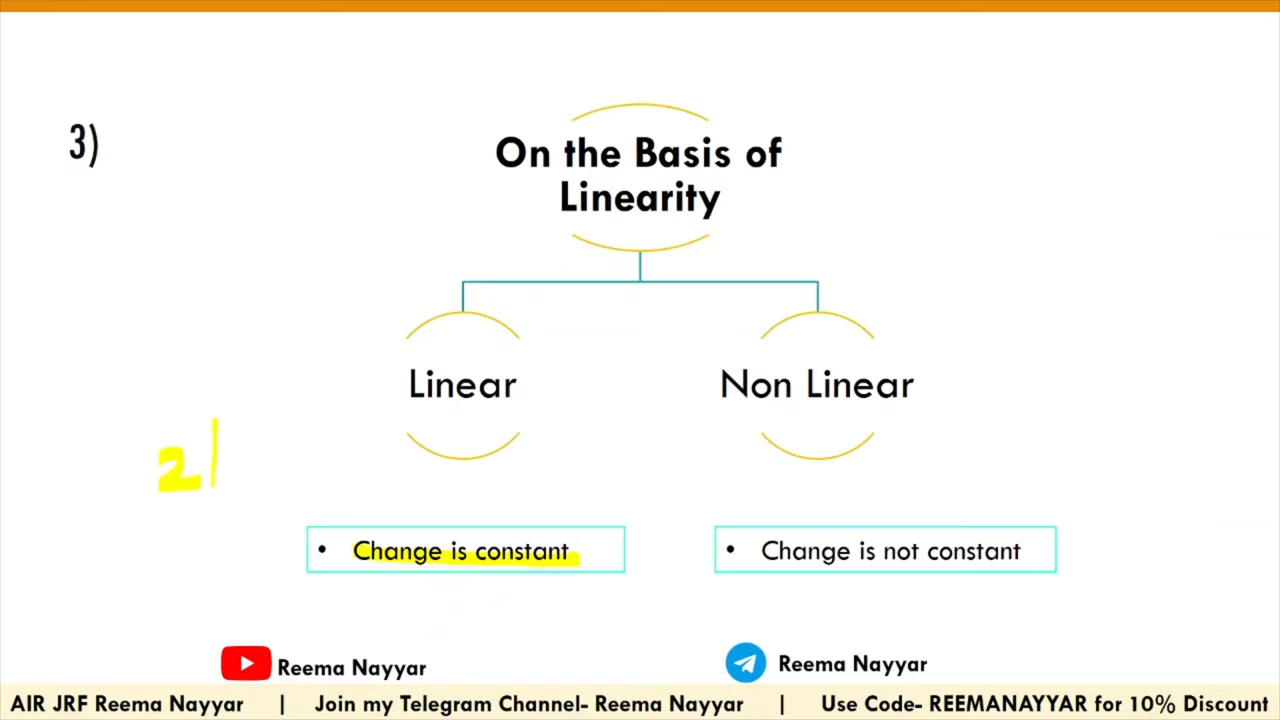 3)
On the Basis of
Linearity
Linear
Non Linear
2|
• Change is constant
• Change is not constant
Reema Nayyar
Reema Nayyar
AIR JRF Reema Nayyar | Join my Telegram Channel- Reema Nayyar | Use Code- REEMANAYYAR for 10% Discount